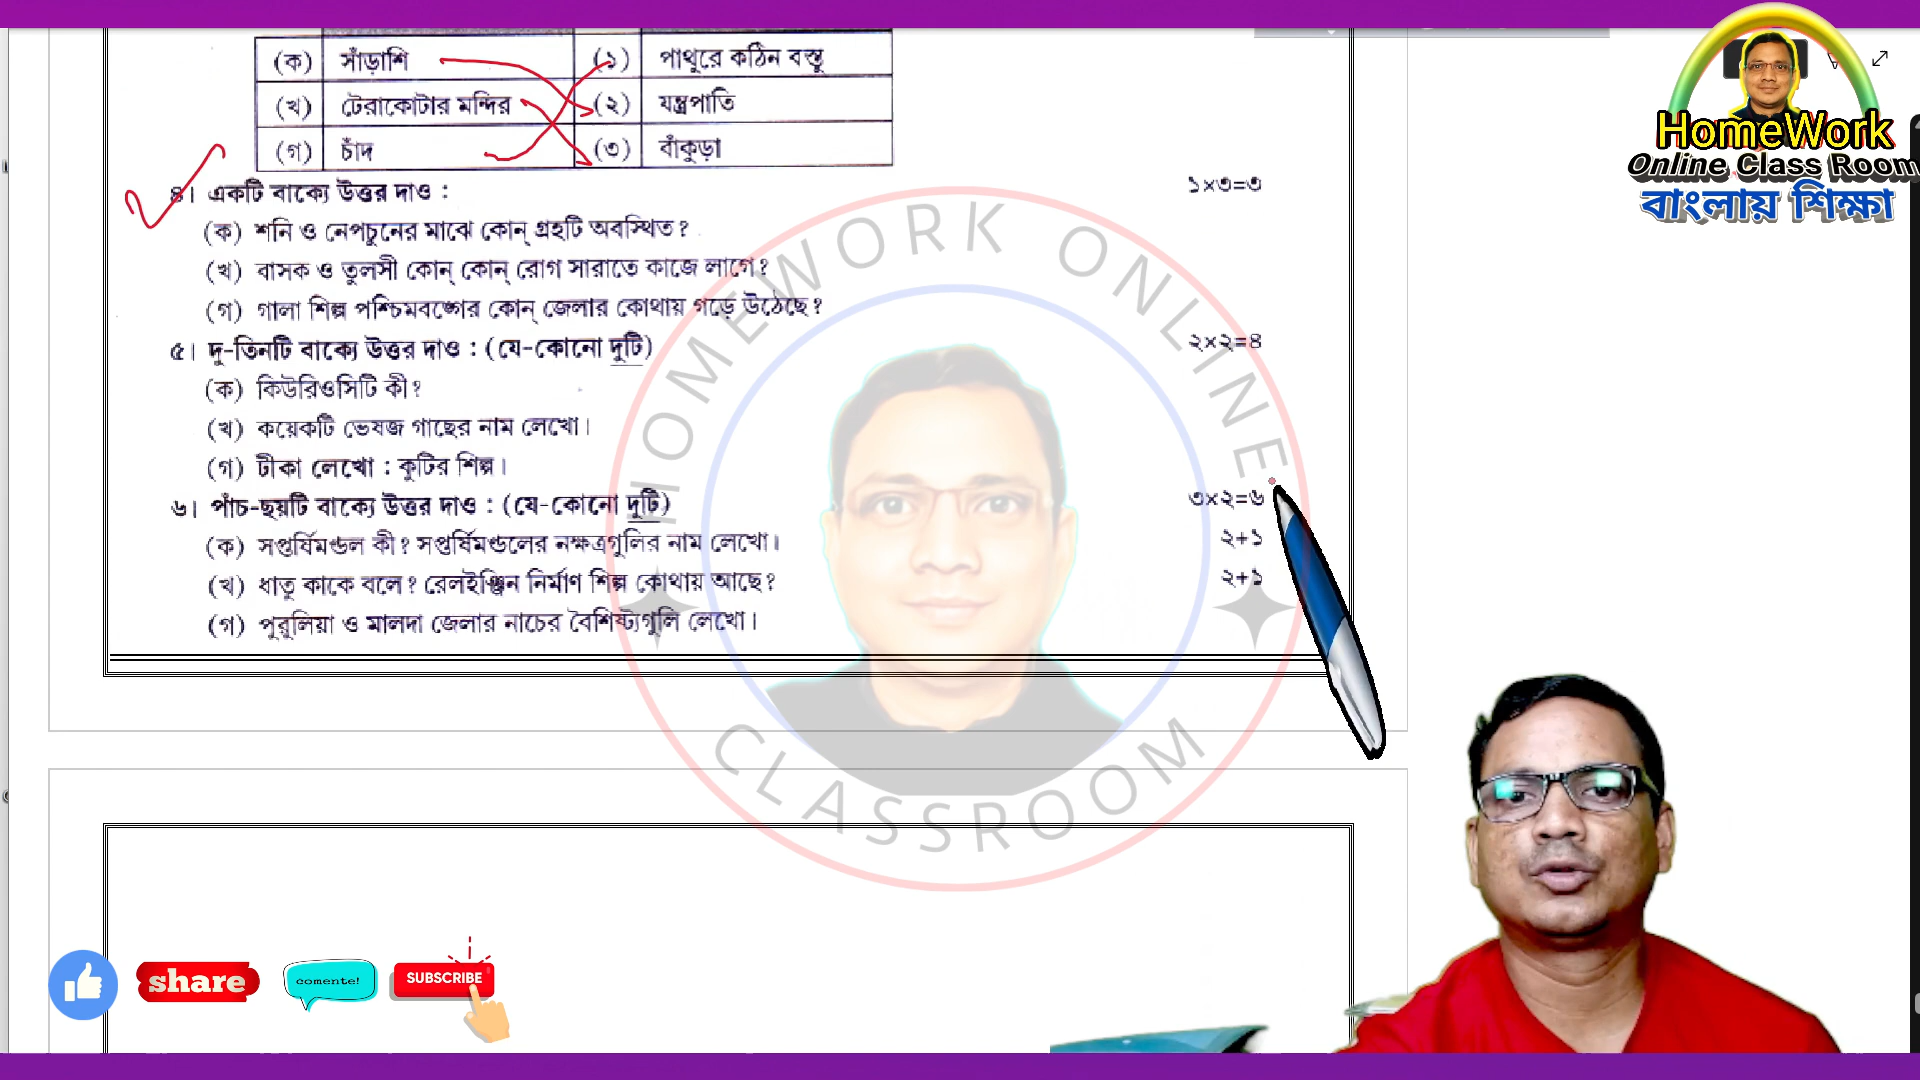 (ক) সাঁড়াশি (১) পাথুরে কঠিন বস্তু
(খ) টেরাকোটার মন্দির (২) যন্ত্রপাতি
(গ) চাঁদ (৩) বাঁকুড়া
৪। একটি বাক্যে উত্তর দাও : ১×৩=৩
(ক) শনি ও নেপচুনের মাঝে কোন্ গ্রহটি অবস্থিত?
(খ) বাসক ও তুলসী কোন্ কোন্ রোগ সারাতে কাজে লাগে?
(গ) গালা শিল্প পশ্চিমবঙ্গের কোন্ জেলার কোথায় গড়ে উঠেছে?
৫। দু-তিনটি বাক্যে উত্তর দাও : (যে-কোনো দুটি) ২×২=৪
(ক) কিউরিওসিটি কী?
(খ) কয়েকটি ভেষজ গাছের নাম লেখো।
(গ) টীকা লেখো : কুটির শিল্প।
৬। পাঁচ-ছয়টি বাক্যে উত্তর দাও : (যে-কোনো দুটি) ৩×২=৬
(ক) সপ্তর্ষিমণ্ডল কী? সপ্তর্ষিমণ্ডলের নক্ষত্রগুলির নাম লেখো। ২+১
(খ) ধাতু কাকে বলে? রেলইঞ্জিন নির্মাণ শিল্প কোথায় আছে? ২+১
(গ) পুরুলিয়া ও মালদা জেলার নাচের বৈশিষ্ট্যগুলি লেখো।
HOMEWORK ONLINE
CLASSROOM
HomeWork
Online Class Room
বাংলায় শিক্ষা
share
comente!
SUBSCRIBE